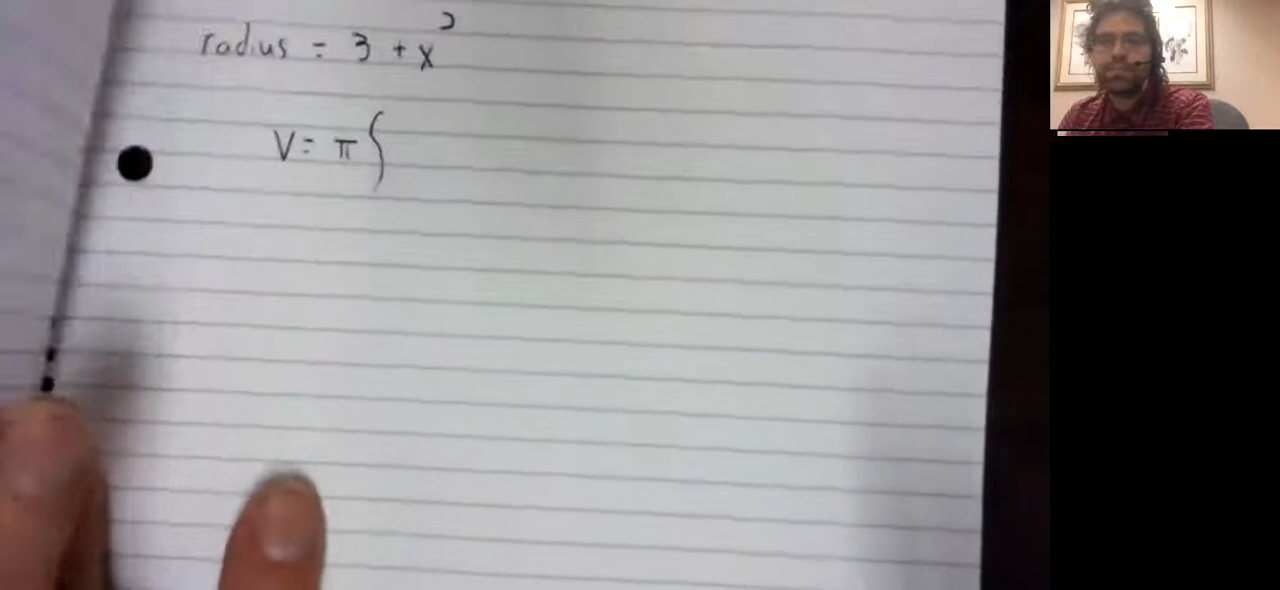 radius = 3 + x²
V = π ∫